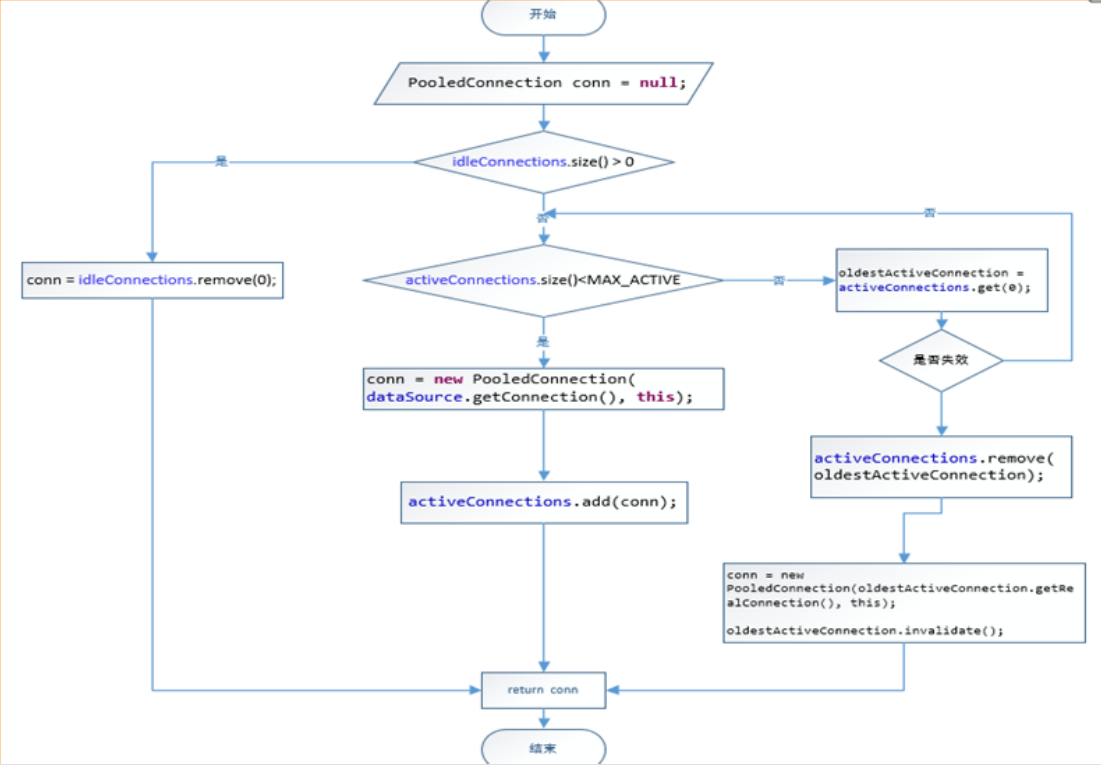 开始
PooledConnection conn = null;
idleConnections.size() > 0
是
否
否
conn = idleConnections.remove(0);
activeConnections.size()<MAX_ACTIVE
否
oldestActiveConnection =
activeConnections.get(0);
是
是否失效
conn = new PooledConnection(
dataSource.getConnection(), this);
activeConnections.remove(
oldestActiveConnection);
activeConnections.add(conn);
conn = new
PooledConnection(oldestActiveConnection.getRe
alConnection(), this);
oldestActiveConnection.invalidate();
return conn
结束